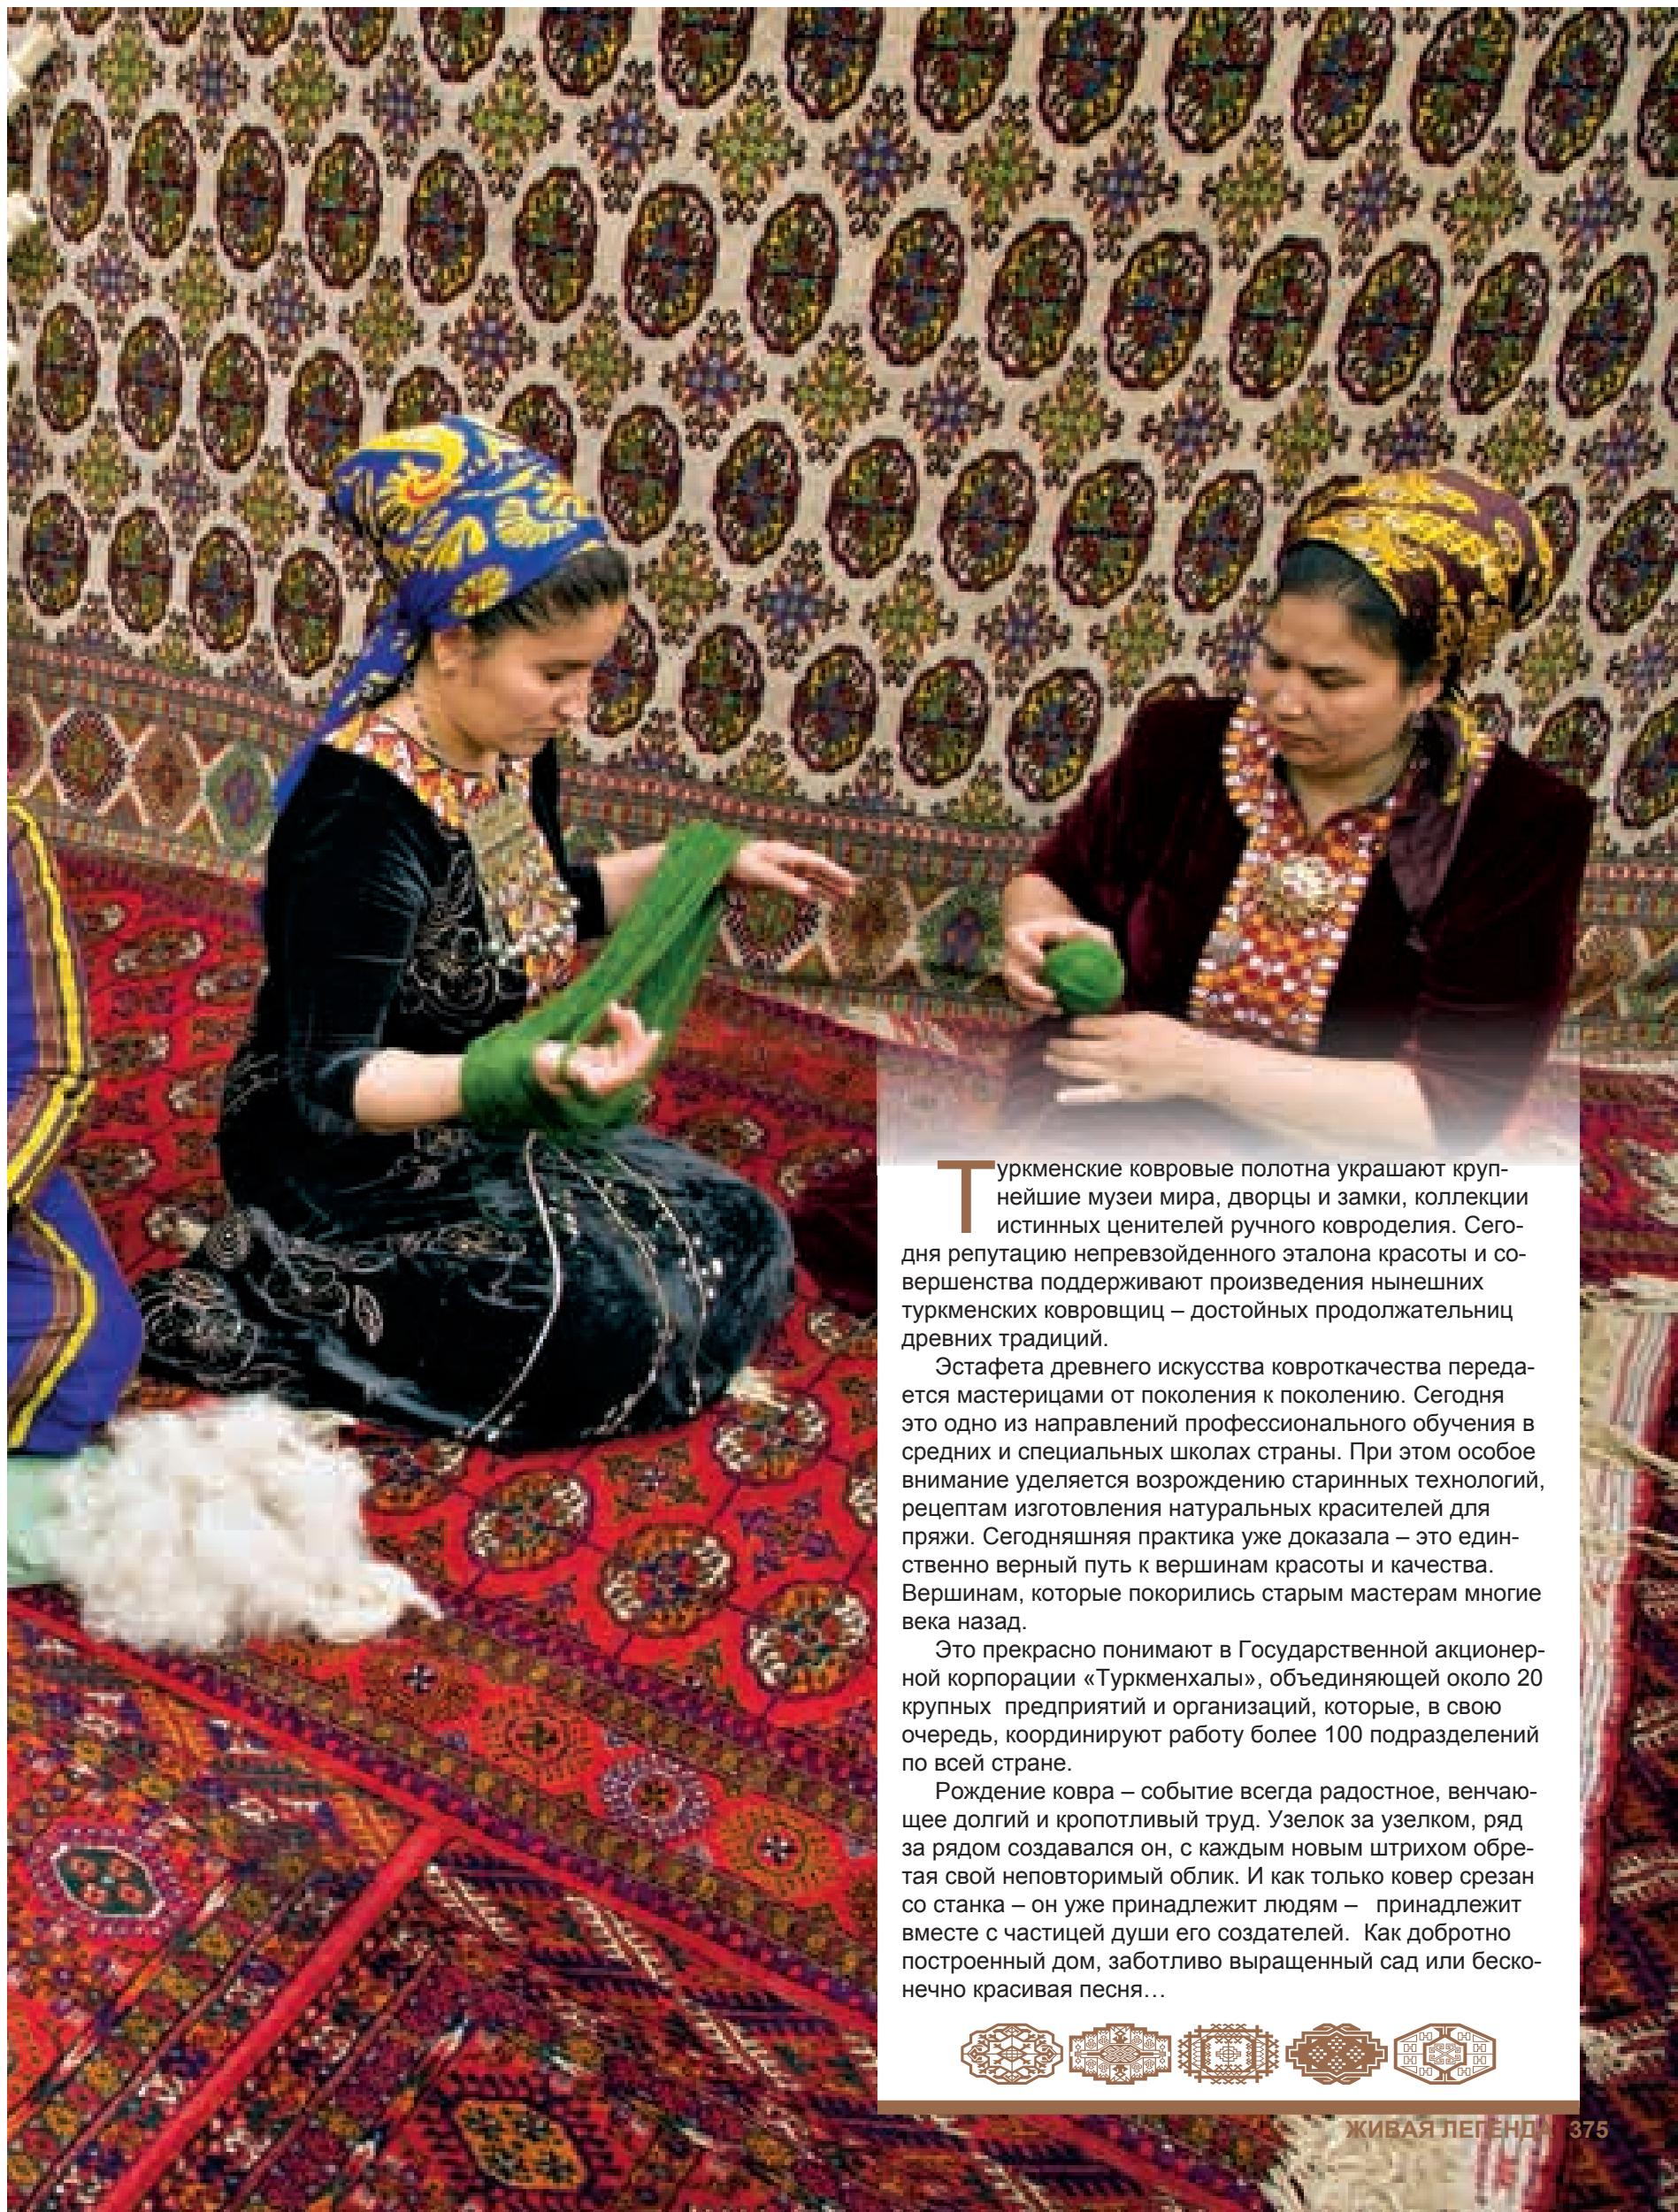 Туркменские ковровые полотна украшают круп-
нейшие музеи мира, дворцы и замки, коллекции
истинных ценителей ручного ковроделия. Сего-
дня репутацию непревзойденного эталона красоты и со-
вершенства поддерживают произведения нынешних
туркменских ковровщиц – достойных продолжательниц
древних традиций.
Эстафета древнего искусства ковроткачества переда-
ется мастерицами от поколения к поколению. Сегодня
это одно из направлений профессионального обучения в
средних и специальных школах страны. При этом особое
внимание уделяется возрождению старинных технологий,
рецептам изготовления натуральных красителей для
пряжи. Сегодняшняя практика уже доказала – это един-
ственно верный путь к вершинам красоты и качества.
Вершинам, которые покорились старым мастерам многие
века назад.
Это прекрасно понимают в Государственной акционер-
ной корпорации «Туркменхалы», объединяющей около 20
крупных  предприятий и организаций, которые, в свою
очередь, координируют работу более 100 подразделений
по всей стране.
Рождение ковра – событие всегда радостное, венчаю-
щее долгий и кропотливый труд. Узелок за узелком, ряд
за рядом создавался он, с каждым новым штрихом обре-
тая свой неповторимый облик. И как только ковер срезан
со станка – он уже принадлежит людям –   принадлежит
вместе с частицей души его создателей.  Как добротно
построенный дом, заботливо выращенный сад или беско-
нечно красивая песня…
ЖИВАЯ ЛЕГЕНДА 375